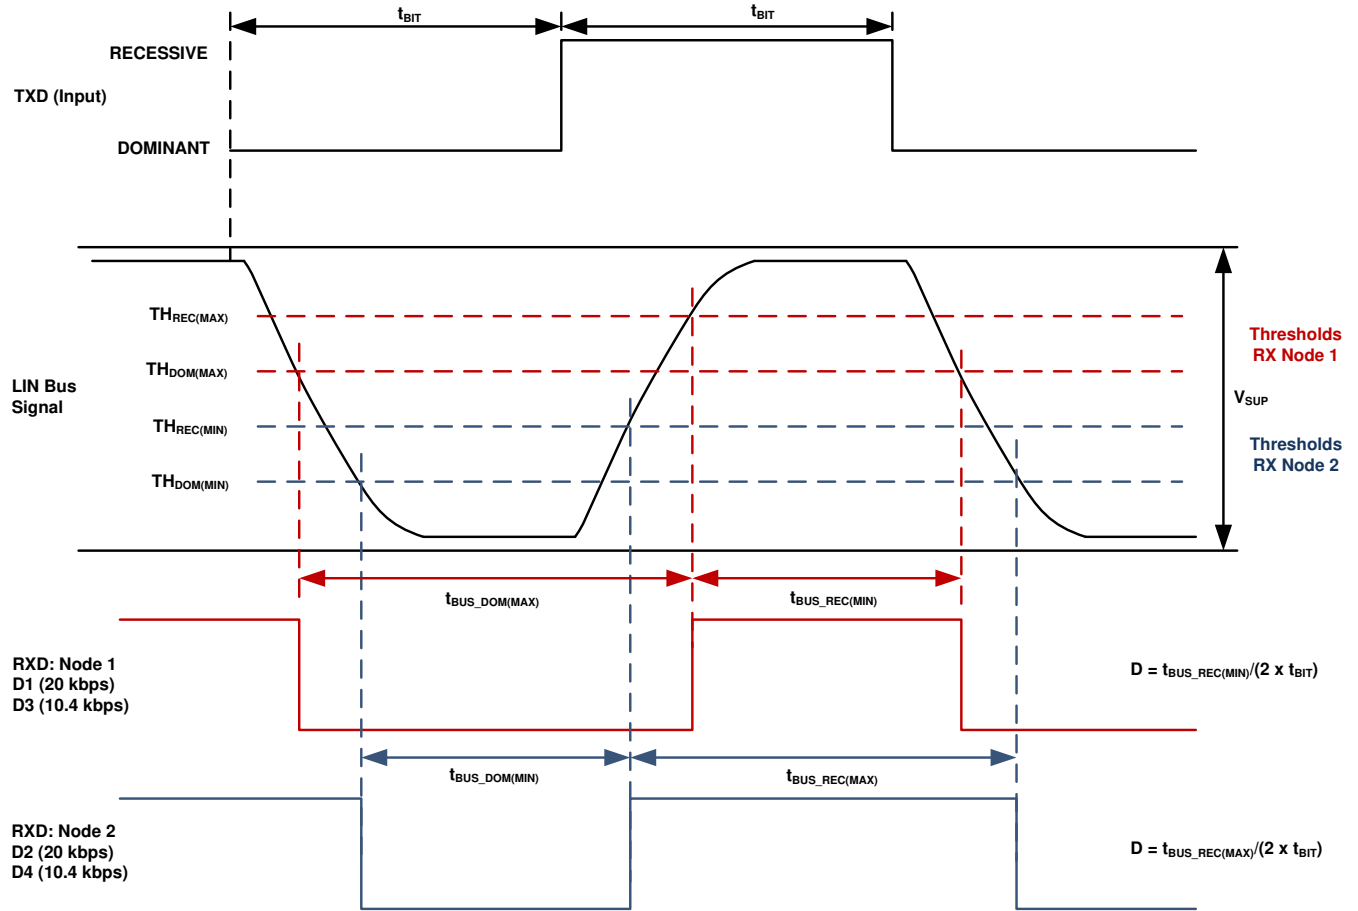 tBIT
tBIT
RECESSIVE
TXD (Input)
DOMINANT
THREC(MAX)
Thresholds
RX Node 1
THDOM(MAX)
LIN Bus
Signal
VSUP
THREC(MIN)
Thresholds
RX Node 2
THDOM(MIN)
tBUS_DOM(MAX)
tBUS_REC(MIN)
RXD: Node 1
D1 (20 kbps)
D3 (10.4 kbps)
D = tBUS_REC(MIN)/(2 x tBIT)
tBUS_DOM(MIN)
tBUS_REC(MAX)
RXD: Node 2
D2 (20 kbps)
D4 (10.4 kbps)
D = tBUS_REC(MAX)/(2 x tBIT)